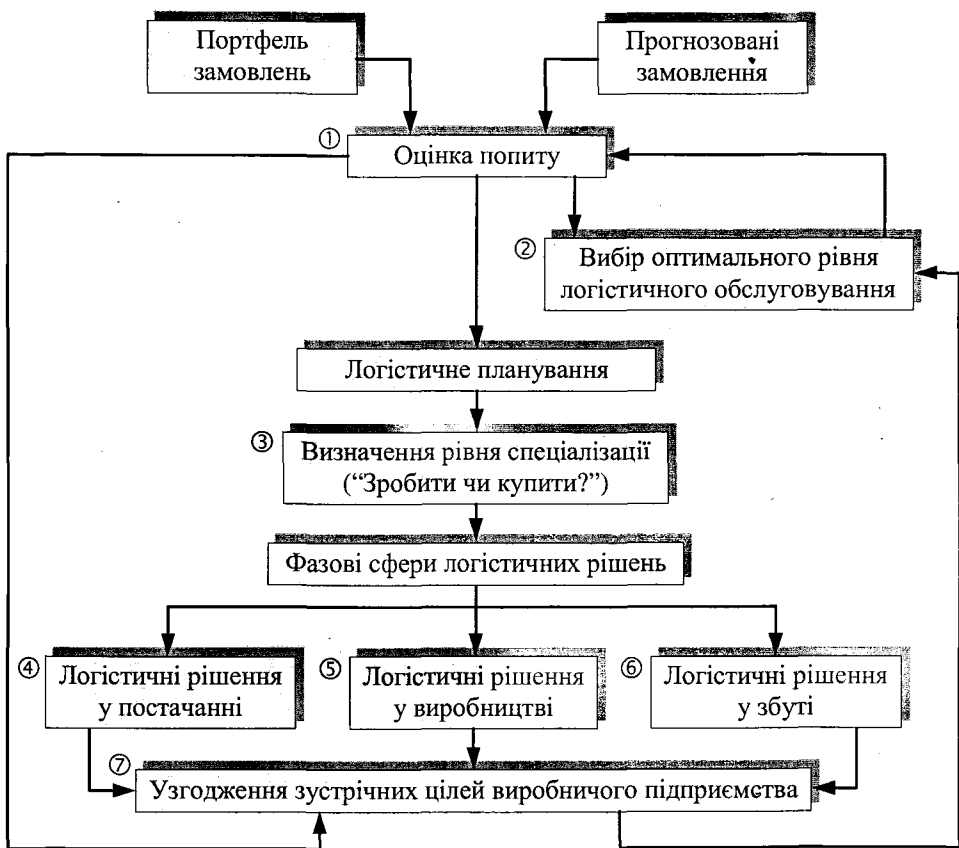 Портфель
замовлень
Прогнозовані
замовлення
①
Оцінка попиту
②
Вибір оптимального рівня
логістичного обслуговування
Логістичне планування
③
Визначення рівня спеціалізації
(“Зробити чи купити?”)
Фазові сфери логістичних рішень
④
Логістичні рішення
у постачанні
⑤
Логістичні рішення
у виробництві
⑥
Логістичні рішення
у збуті
⑦
Узгодження зустрічних цілей виробничого підприємства